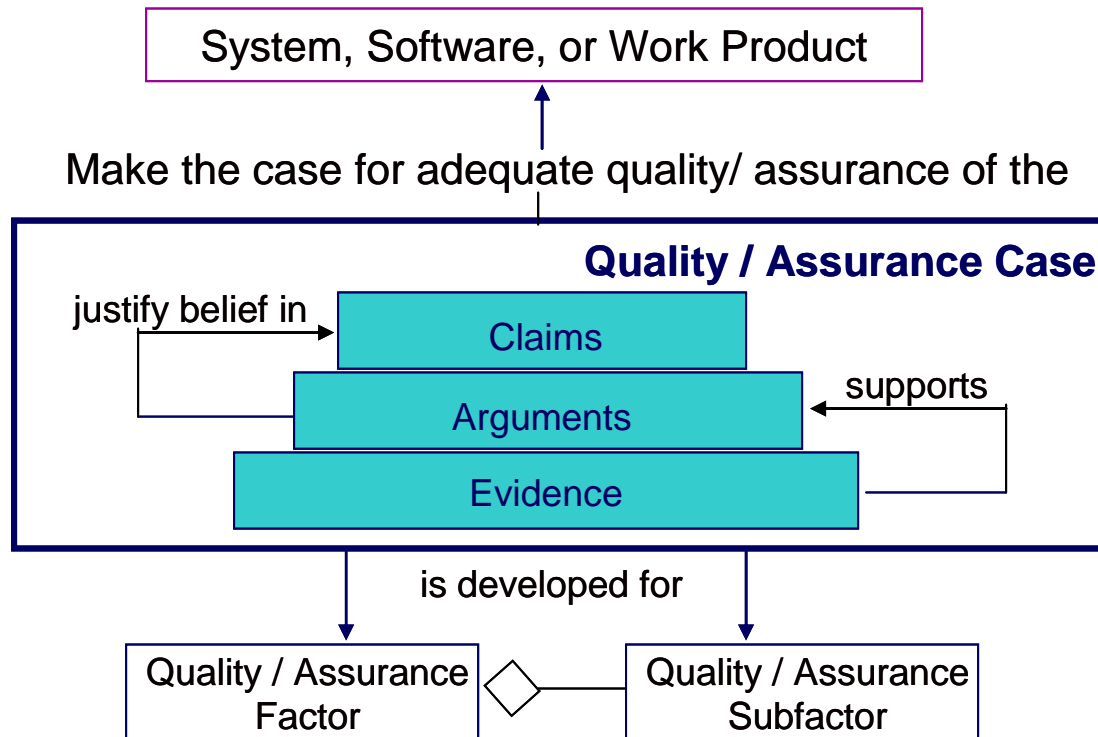 System, Software, or Work Product
Make the case for adequate quality/ assurance of the
Quality / Assurance Case
justify belief in
Claims
supports
Arguments
Evidence
is developed for
Quality / Assurance
Factor
Quality / Assurance
Subfactor